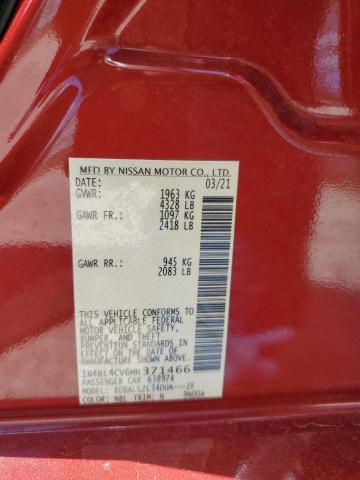 MFD BY NISSAN MOTOR CO., LTD.
DATE: 03/21
GVWR: 1963 KG
4328 LB
GAWR FR.: 1097 KG
2418 LB
GAWR RR.: 945 KG
2083 LB
THIS VEHICLE CONFORMS TO
ALL APPLICABLE FEDERAL
MOTOR VEHICLE SAFETY,
BUMPER, AND THEFT
PREVENTION STANDARDS
IN EFFECT ON THE DATE OF
MANUFACTURE SHOWN ABOVE.
1N4BL4CV6MN371466
PASSENGER CAR 638974
MODEL:
COLOR: NBL TRIM: N 9N00A